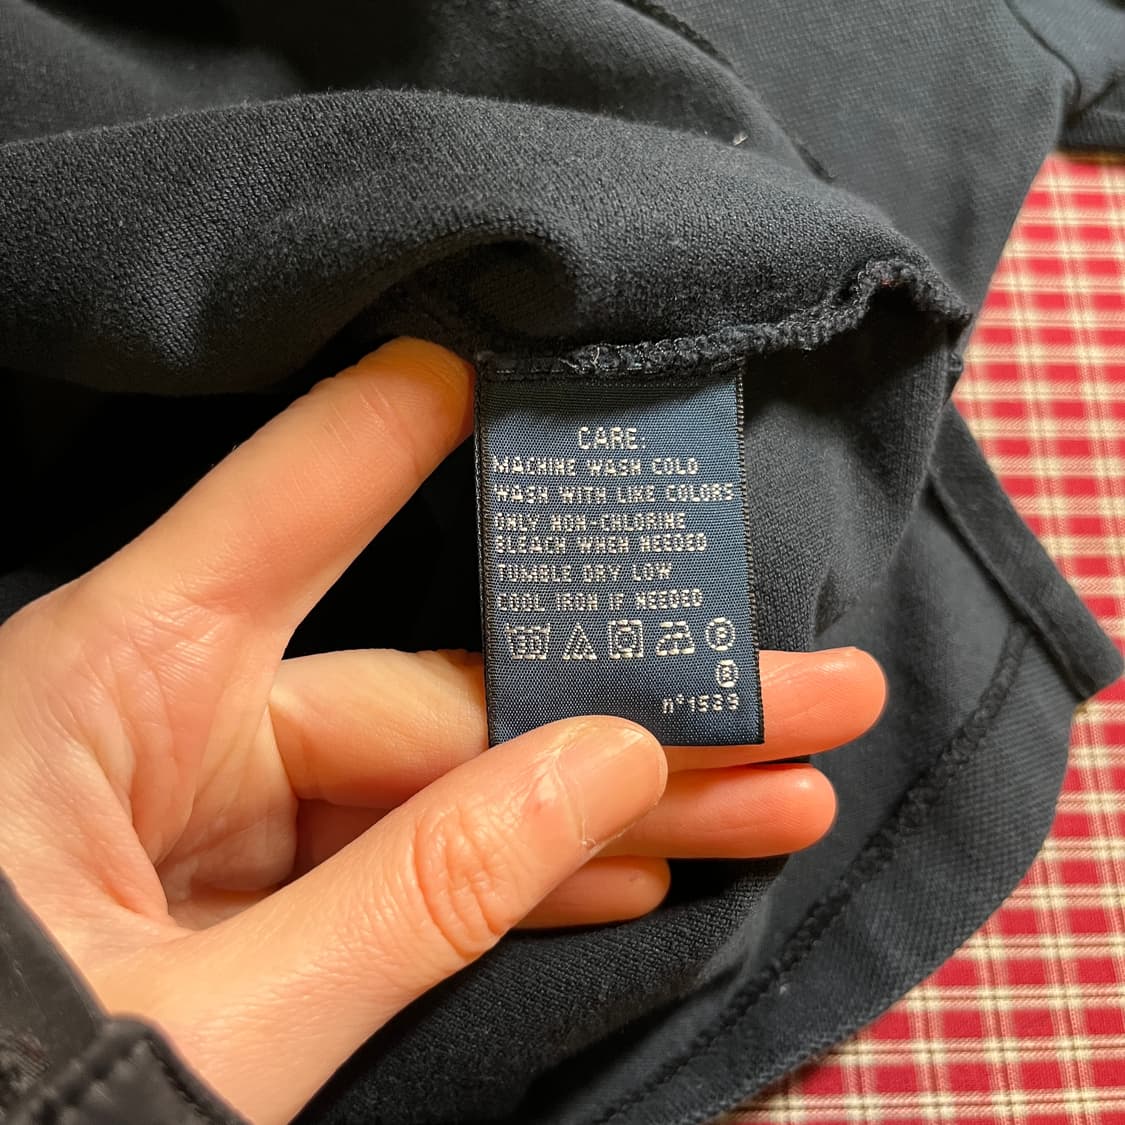 CARE:
MACHINE WASH COLD
WASH WITH LIKE COLORS
ONLY NON-CHLORINE
BLEACH WHEN NEEDED
TUMBLE DRY LOW
COOL IRON IF NEEDED
P
n°1529